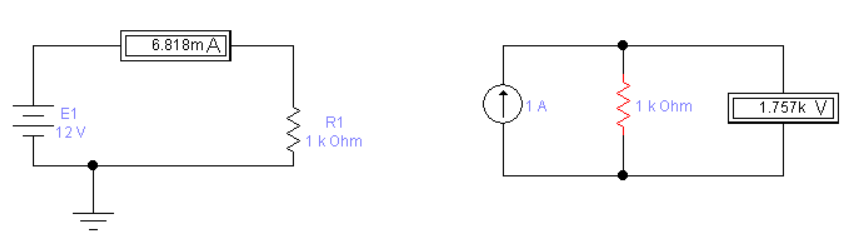 6.818m A
E1
12 V
R1
1 k Ohm
1 A
1 k Ohm
1.757k V